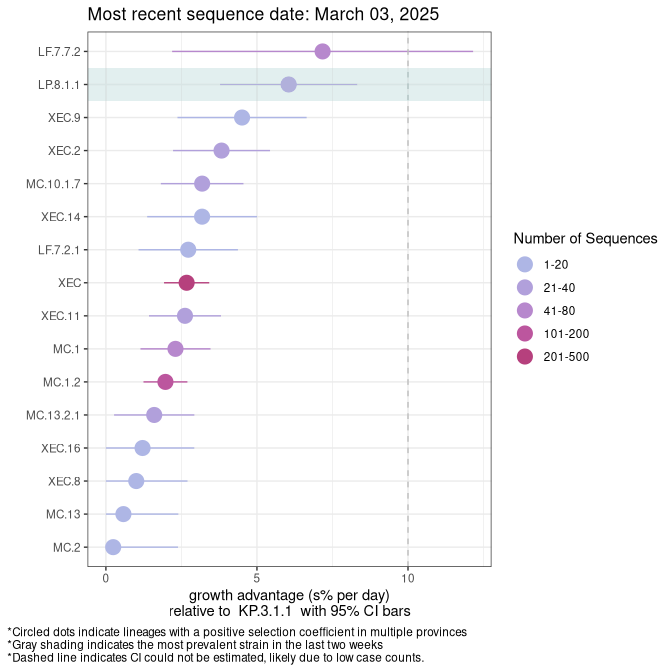 Most recent sequence date: March 03, 2025
LF.7.7.2
LP.8.1.1
XEC.9
XEC.2
MC.10.1.7
XEC.14
LF.7.2.1
XEC
XEC.11
MC.1
MC.1.2
MC.13.2.1
XEC.16
XEC.8
MC.13
MC.2
0 5 10
growth advantage (s% per day)
relative to KP.3.1.1 with 95% CI bars
Number of Sequences
1-20
21-40
41-80
101-200
201-500
*Circled dots indicate lineages with a positive selection coefficient in multiple provinces
*Gray shading indicates the most prevalent strain in the last two weeks
*Dashed line indicates CI could not be estimated, likely due to low case counts.